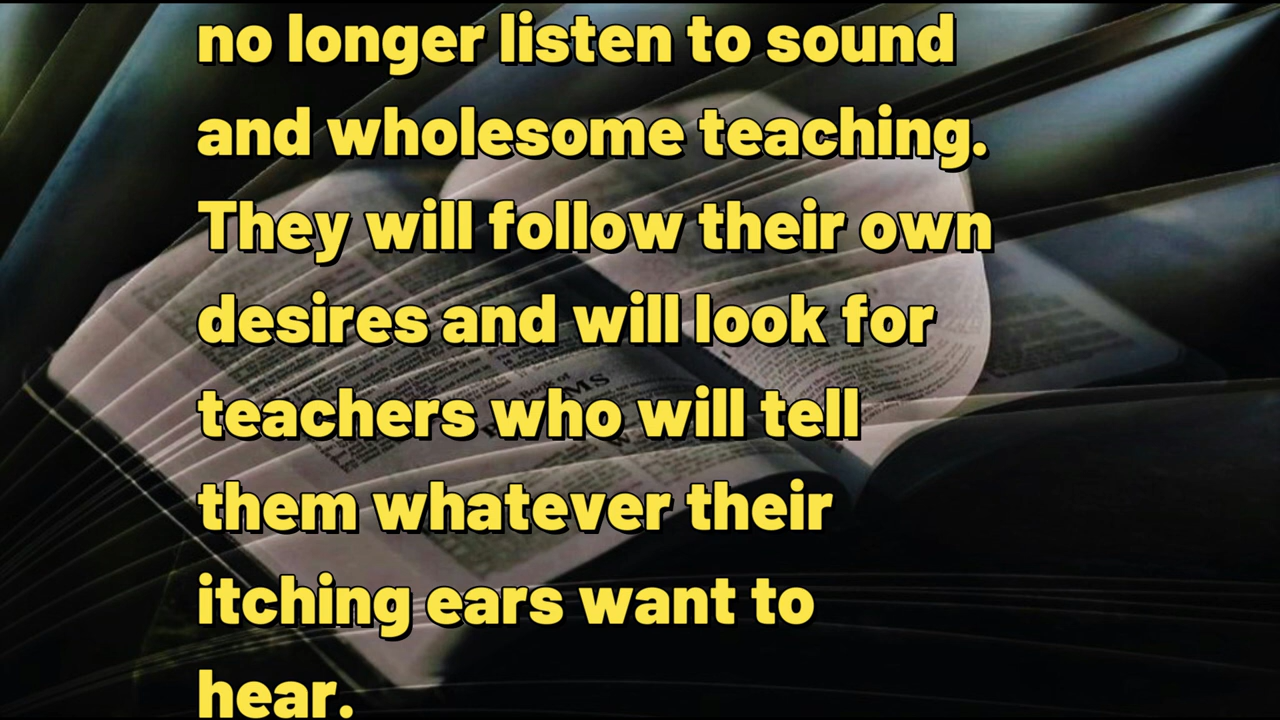 no longer listen to sound
and wholesome teaching.
They will follow their own
desires and will look for
teachers who will tell
them whatever their
itching ears want to
hear.